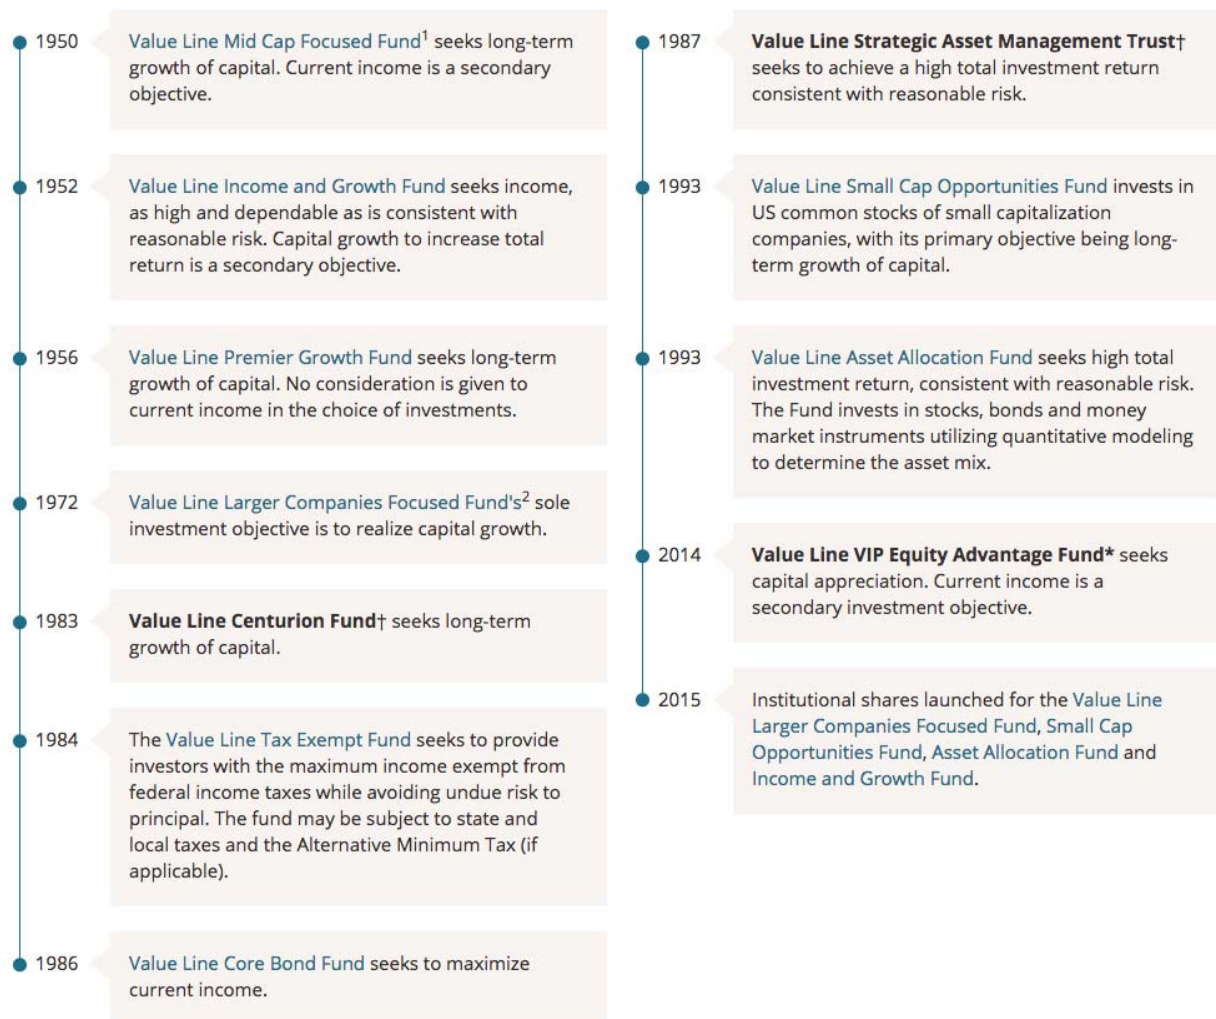 1950
Value Line Mid Cap Focused Fund¹ seeks long-term
growth of capital. Current income is a secondary
objective.
1952
Value Line Income and Growth Fund seeks income,
as high and dependable as is consistent with
reasonable risk. Capital growth to increase total
return is a secondary objective.
1956
Value Line Premier Growth Fund seeks long-term
growth of capital. No consideration is given to
current income in the choice of investments.
1972
Value Line Larger Companies Focused Fund's² sole
investment objective is to realize capital growth.
1983
Value Line Centurion Fund† seeks long-term
growth of capital.
1984
The Value Line Tax Exempt Fund seeks to provide
investors with the maximum income exempt from
federal income taxes while avoiding undue risk to
principal. The fund may be subject to state and
local taxes and the Alternative Minimum Tax (if
applicable).
1986
Value Line Core Bond Fund seeks to maximize
current income.
1987
Value Line Strategic Asset Management Trust†
seeks to achieve a high total investment return
consistent with reasonable risk.
1993
Value Line Small Cap Opportunities Fund invests in
US common stocks of small capitalization
companies, with its primary objective being long-
term growth of capital.
1993
Value Line Asset Allocation Fund seeks high total
investment return, consistent with reasonable risk.
The Fund invests in stocks, bonds and money
market instruments utilizing quantitative modeling
to determine the asset mix.
2014
Value Line VIP Equity Advantage Fund* seeks
capital appreciation. Current income is a
secondary investment objective.
2015
Institutional shares launched for the Value Line
Larger Companies Focused Fund, Small Cap
Opportunities Fund, Asset Allocation Fund and
Income and Growth Fund.